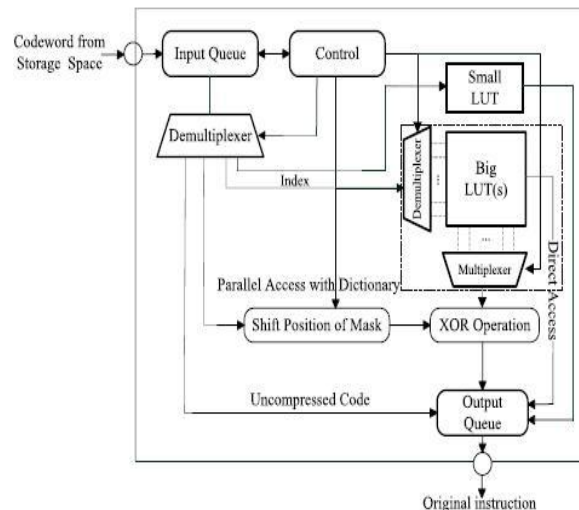 Codeword from
Storage Space
Input Queue
Control
Small
LUT
Demultiplexer
Demultiplexer
...
Big
LUT(s)
Index
...
Multiplexer
Direct Access
Parallel Access with Dictionary
Shift Position of Mask
XOR Operation
Uncompressed Code
Output
Queue
Original instruction